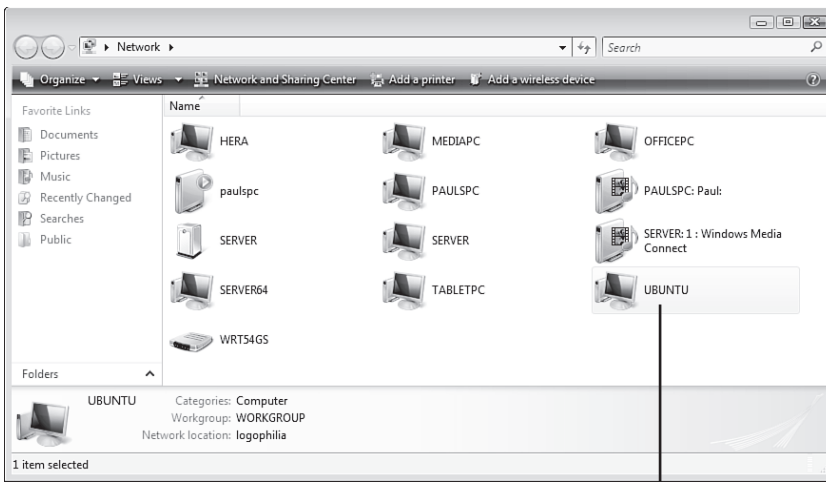 Network
Search
Organize Views Network and Sharing Center Add a printer Add a wireless device
Favorite Links
Documents
Pictures
Music
Recently Changed
Searches
Public
Folders
Name
HERA
MEDIAPC
OFFICEPC
paulspc
PAULSPC
PAULSPC: Paul:
SERVER
SERVER
SERVER: 1 : Windows Media
Connect
SERVER64
TABLETPC
UBUNTU
WRT54GS
UBUNTU
Categories: Computer
Workgroup: WORKGROUP
Network location: logophilia
1 item selected